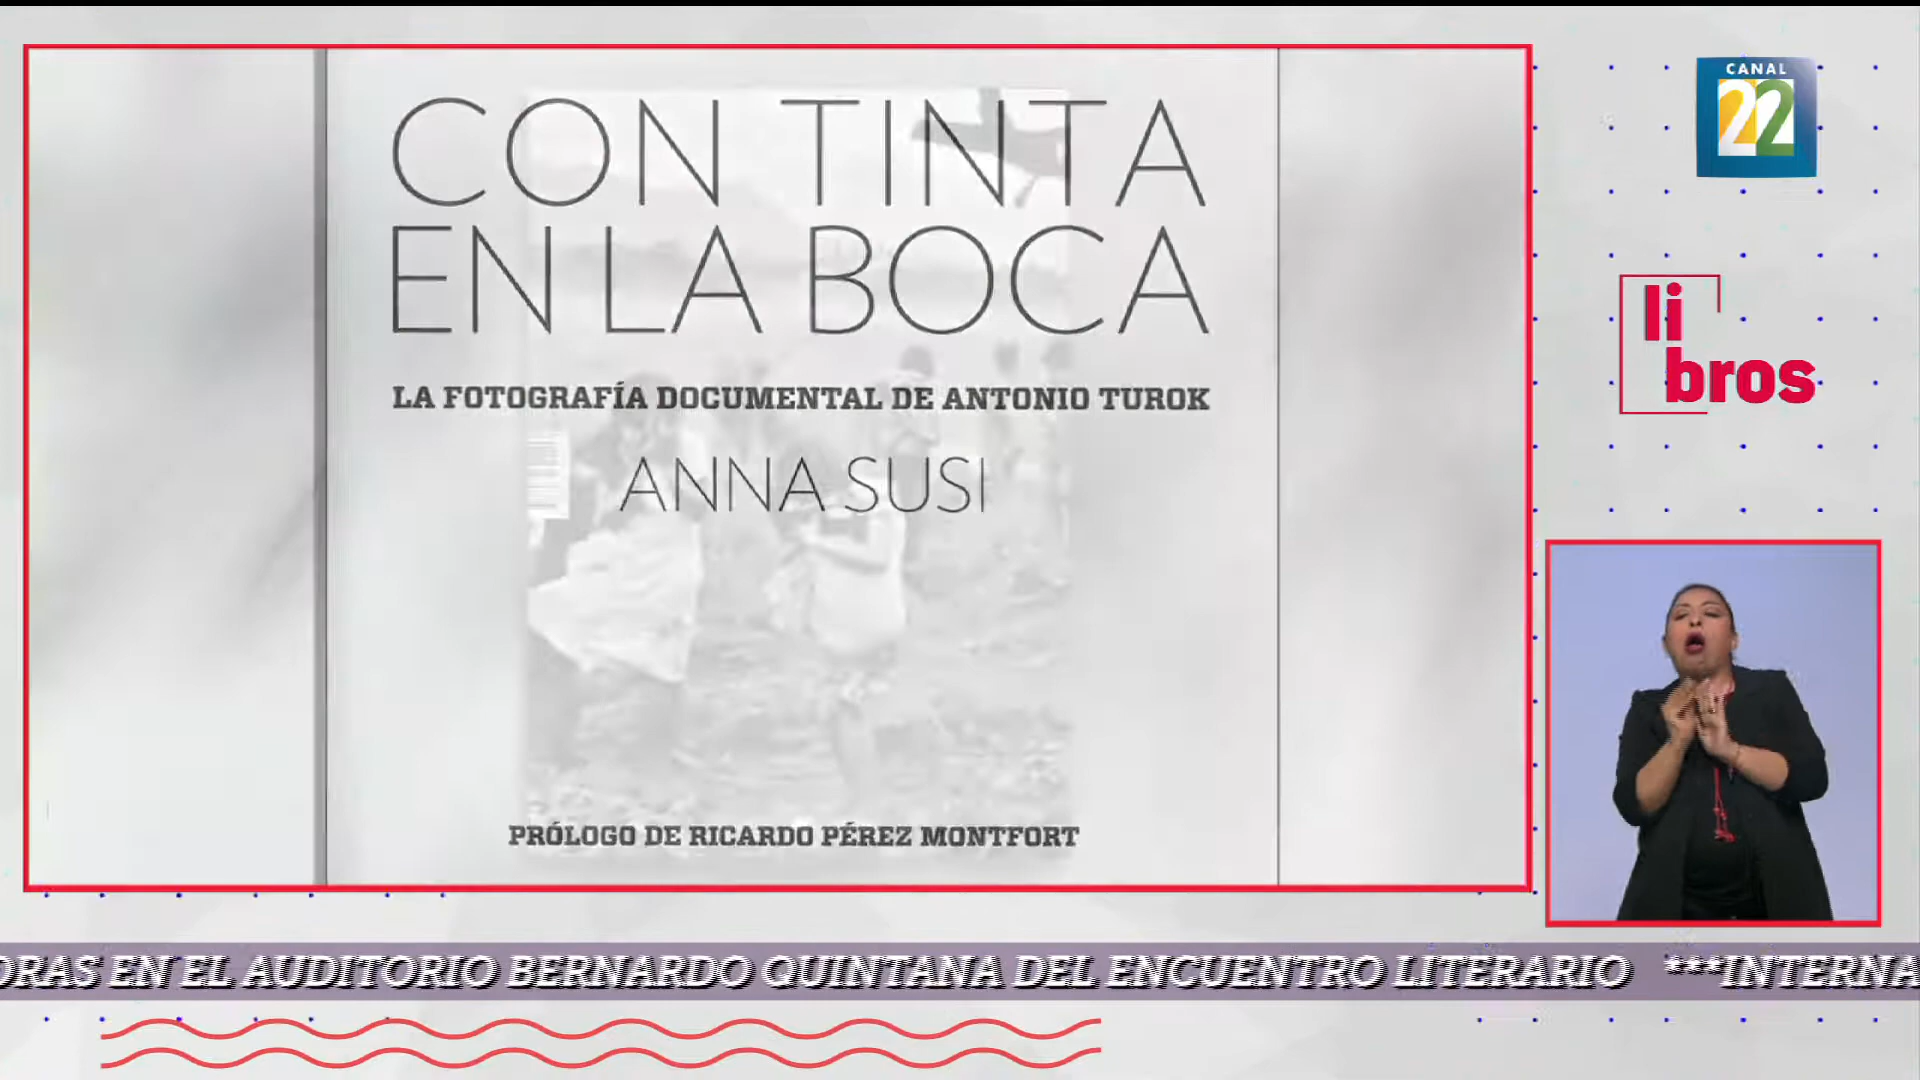 CON TINTA
EN LA BOCA
LA FOTOGRAFÍA DOCUMENTAL DE ANTONIO TUROK
ANNA SUSI
PRÓLOGO DE RICARDO PÉREZ MONTFORT
CANAL
22
li
bros
ORAS EN EL AUDITORIO BERNARDO QUINTANA DEL ENCUENTRO LITERARIO ***INTERNA